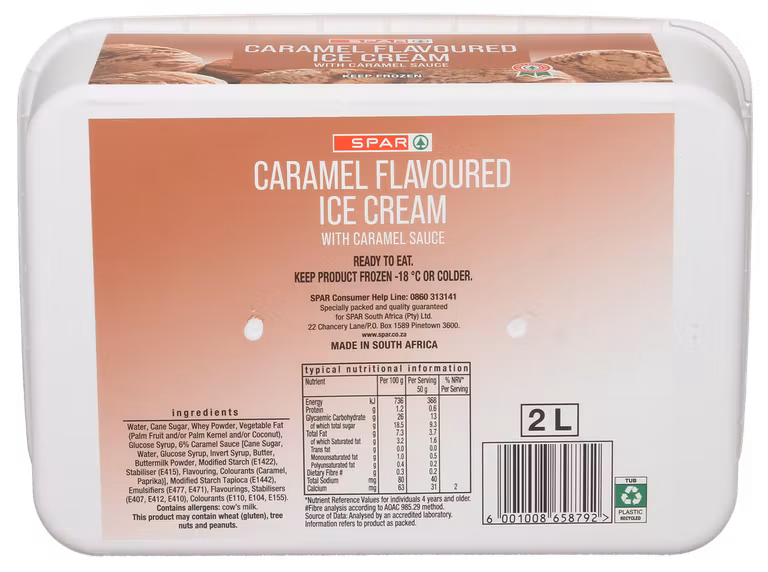 SPAR
CARAMEL FLAVOURED
ICE CREAM
WITH CARAMEL SAUCE
KEEP FROZEN
SPAR
CARAMEL FLAVOURED
ICE CREAM
WITH CARAMEL SAUCE
READY TO EAT.
KEEP PRODUCT FROZEN -18 °C OR COLDER.
SPAR Consumer Help Line: 0860 313141
Specially packed and quality guaranteed
for SPAR South Africa (Pty) Ltd.
22 Chancery Lane/P.O. Box 1589 Pinetown 3600.
www.spar.co.za
MADE IN SOUTH AFRICA
typical nutritional information
Nutrient Per 100 g Per Serving 50 g % NRV* Per Serving
Energy kJ 736 368
Protein g 1.2 0.6
Glycaemic Carbohydrate g 26 13
of which total sugar g 18.5 9.3
Total Fat g 7.3 3.7
of which Saturated Fat g 3.2 1.6
Trans fat g 0.0 0.0
Monounsaturated fat g 1.0 0.5
Polyunsaturated fat g 0.4 0.2
Dietary Fibre # g 0.3 0.2
Total Sodium mg 80 40
Calcium mg 63 31 2
*Nutrient Reference Values for individuals 4 years and older.
#Fibre analysis according to AOAC 985.29 method.
Source of Data: Analysed by an accredited laboratory.
Information refers to product as packed.
ingredients
Water, Cane Sugar, Whey Powder, Vegetable Fat
(Palm Fruit and/or Palm Kernel and/or Coconut),
Glucose Syrup, 6% Caramel Sauce [Cane Sugar,
Water, Glucose Syrup, Invert Syrup, Butter,
Buttermilk Powder, Modified Starch (E1422),
Stabiliser (E415), Flavouring, Colourants (Caramel,
Paprika)], Modified Starch Tapioca (E1442),
Emulsifiers (E477, E471), Flavourings, Stabilisers
(E407, E412, E410), Colourants (E110, E104, E155).
Contains allergens: cow's milk.
This product may contain wheat (gluten), tree
nuts and peanuts.
2 L
6 001008 658792 >
TUB
PLASTIC
RECYCLED